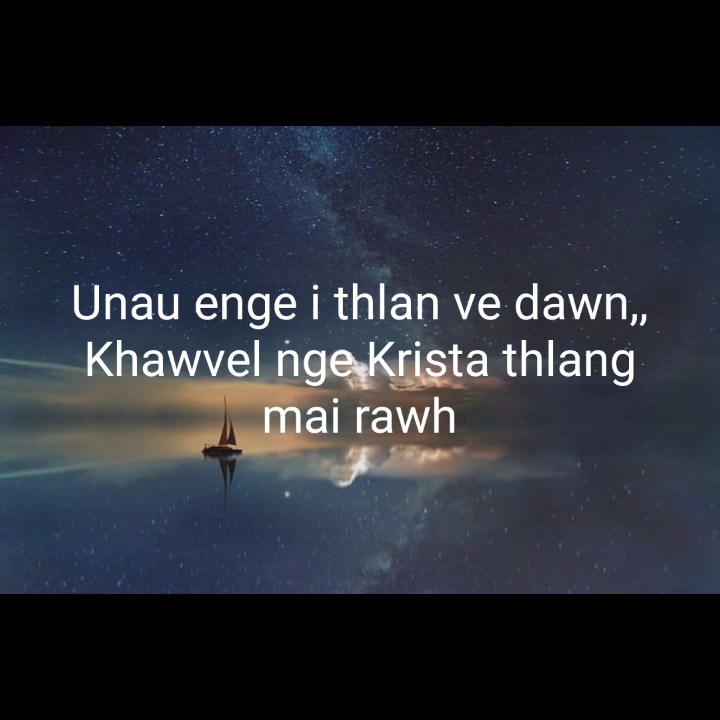 Unau enge i thlan ve dawn,,
Khawvel nge Krista thlang
mai rawh